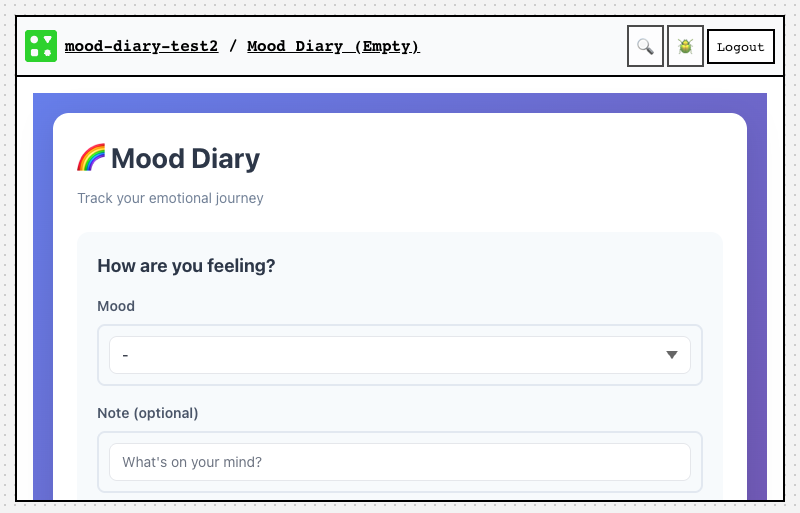 mood-diary-test2 / Mood Diary (Empty)
Logout
🌈 Mood Diary
Track your emotional journey
How are you feeling?
Mood
-
Note (optional)
What's on your mind?